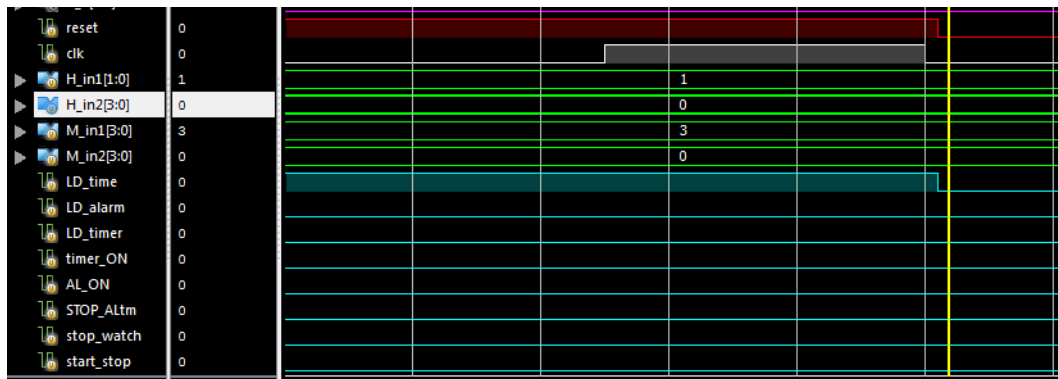 reset 0
clk 0
H_in1[1:0] 1 1
H_in2[3:0] 0 0
M_in1[3:0] 3 3
M_in2[3:0] 0 0
LD_time 0
LD_alarm 0
LD_timer 0
timer_ON 0
AL_ON 0
STOP_ALtm 0
stop_watch 0
start_stop 0